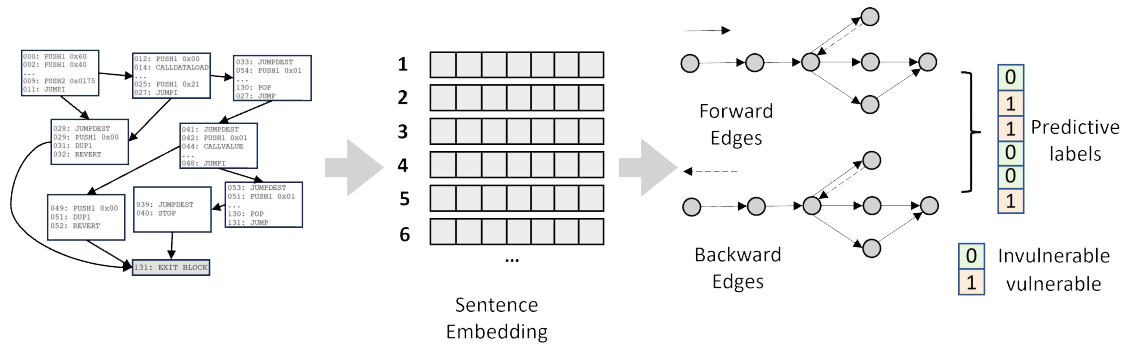 000: PUSH1 0x60
002: PUSH1 0x40
...
009: PUSH2 0x0175
011: JUMPI
012: PUSH1 0x00
014: CALLDATALOAD
...
025: PUSH1 0x21
027: JUMPI
033: JUMPDEST
054: PUSH1 0x01
...
130: POP
027: JUMP
028: JUMPDEST
029: PUSH1 0x00
031: DUP1
032: REVERT
041: JUMPDEST
042: PUSH1 0x01
044: CALLVALUE
...
048: JUMPI
049: PUSH1 0x00
051: DUP1
052: REVERT
039: JUMPDEST
040: STOP
053: JUMPDEST
051: PUSH1 0x01
...
130: POP
131: JUMP
131: EXIT BLOCK
1
2
3
4
5
6
...
Sentence
Embedding
Forward
Edges
Backward
Edges
0
1
1
0
0
1
Predictive
labels
0 Invulnerable
1 vulnerable